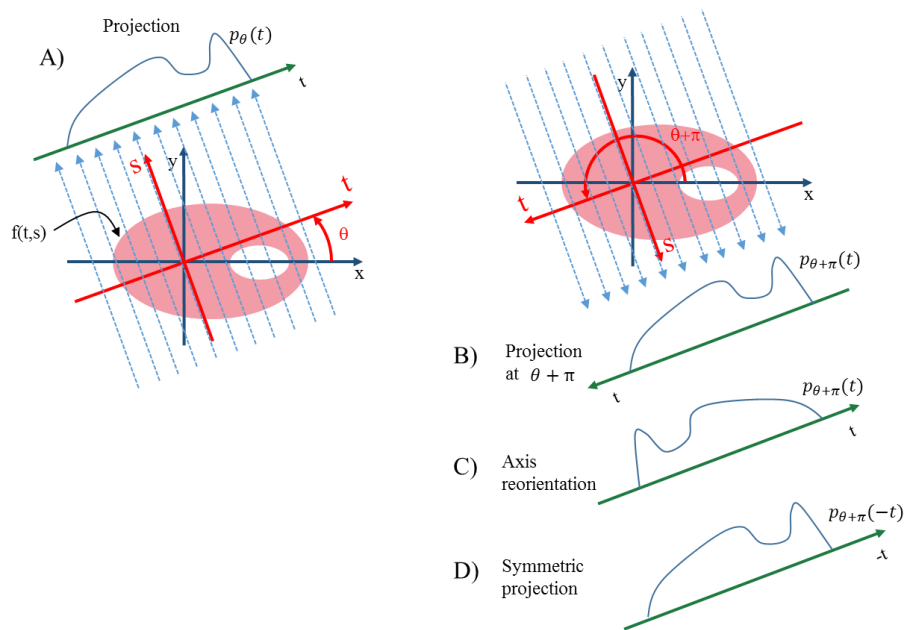 Projection
A)
pθ(t)
t
s
y
t
f(t,s)
θ
x
y
θ+π
x
t
s
pθ+π(t)
B)
Projection
at θ + π
t
pθ+π(t)
t
C)
Axis
reorientation
pθ+π(−t)
-t
D)
Symmetric
projection